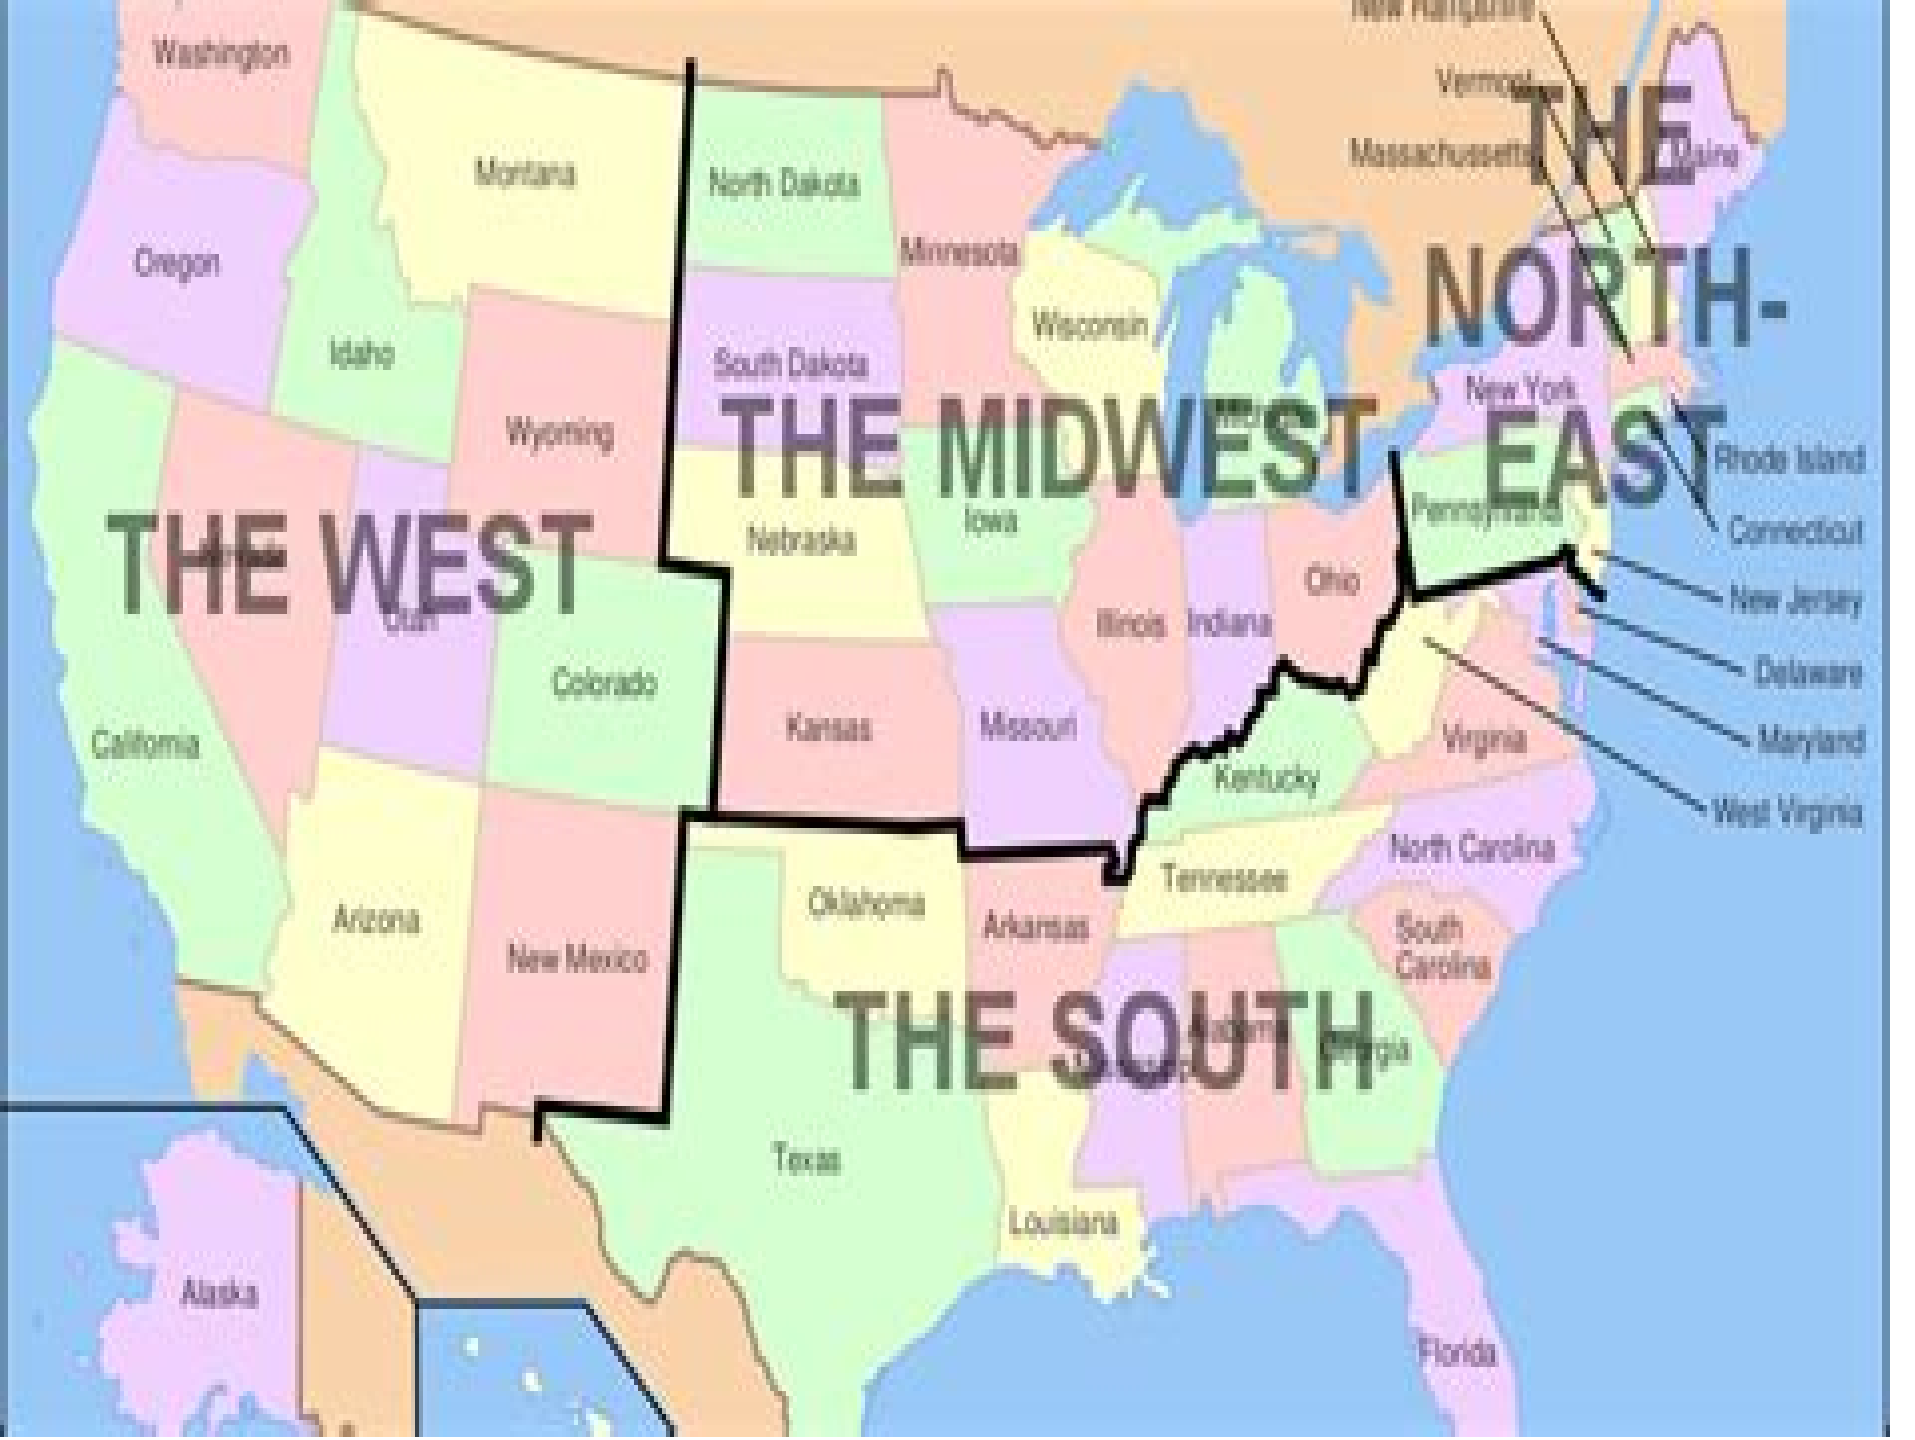 New Hampshire
Washington
Vermont
THE
Massachussetts
Maine
Montana
North Dakota
Minnesota
Oregon
NORTH-
Wisconsin
Idaho
South Dakota
New York
Wyoming
THE MIDWEST
EAST
Rhode Island
Pennsylvania
Iowa
Connecticut
Nebraska
THE WEST
Ohio
New Jersey
Utah
Illinois
Indiana
Delaware
Colorado
California
Kansas
Missouri
Virginia
Maryland
Kentucky
West Virginia
North Carolina
Tennessee
Oklahoma
Arizona
Arkansas
South
Carolina
New Mexico
THE SOUTH
Alabama
Georgia
Texas
Louisiana
Alaska
Florida